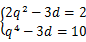 2q² − 3d = 2
q⁴ − 3d = 10